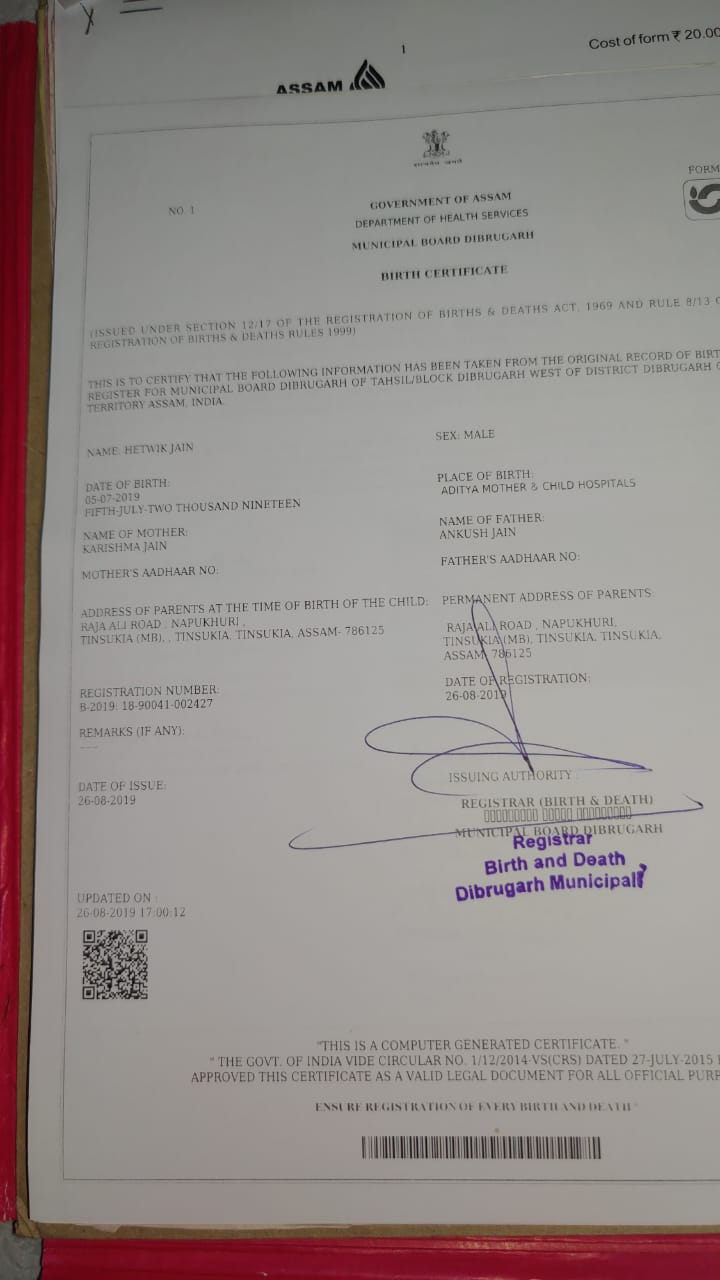 1
Cost of form ₹ 20.00
ASSAM
सत्यमेव जयते
FORM
NO. 1
GOVERNMENT OF ASSAM
DEPARTMENT OF HEALTH SERVICES
MUNICIPAL BOARD DIBRUGARH
BIRTH CERTIFICATE
(ISSUED UNDER SECTION 12/17 OF THE REGISTRATION OF BIRTHS & DEATHS ACT, 1969 AND RULE 8/13 O
REGISTRATION OF BIRTHS & DEATHS RULES 1999)
THIS IS TO CERTIFY THAT THE FOLLOWING INFORMATION HAS BEEN TAKEN FROM THE ORIGINAL RECORD OF BIRT
REGISTER FOR MUNICIPAL BOARD DIBRUGARH OF TAHSIL/BLOCK DIBRUGARH WEST OF DISTRICT DIBRUGARH
TERRITORY ASSAM, INDIA.
NAME: HETWIK JAIN
SEX: MALE
DATE OF BIRTH:
05-07-2019
FIFTH-JULY-TWO THOUSAND NINETEEN
PLACE OF BIRTH:
ADITYA MOTHER & CHILD HOSPITALS
NAME OF MOTHER:
KARISHMA JAIN
NAME OF FATHER:
ANKUSH JAIN
MOTHER'S AADHAAR NO:
FATHER'S AADHAAR NO:
ADDRESS OF PARENTS AT THE TIME OF BIRTH OF THE CHILD:
RAJA ALI ROAD , NAPUKHURI ,
TINSUKIA (MB), , TINSUKIA, TINSUKIA, ASSAM- 786125
PERMANENT ADDRESS OF PARENTS:
RAJA ALI ROAD , NAPUKHURI,
TINSUKIA (MB), TINSUKIA, TINSUKIA,
ASSAM- 786125
REGISTRATION NUMBER:
B-2019: 18-90041-002427
DATE OF REGISTRATION:
26-08-2019
REMARKS (IF ANY):
---
DATE OF ISSUE:
26-08-2019
ISSUING AUTHORITY :
REGISTRAR (BIRTH & DEATH)
MUNICIPAL BOARD DIBRUGARH
Registrar
Birth and Death
Dibrugarh Municipal
UPDATED ON :
26-08-2019 17:00:12
"THIS IS A COMPUTER GENERATED CERTIFICATE. "
" THE GOVT. OF INDIA VIDE CIRCULAR NO. 1/12/2014-VS(CRS) DATED 27-JULY-2015
APPROVED THIS CERTIFICATE AS A VALID LEGAL DOCUMENT FOR ALL OFFICIAL PURP
ENSURE REGISTRATION OF EVERY BIRTH AND DEATH "